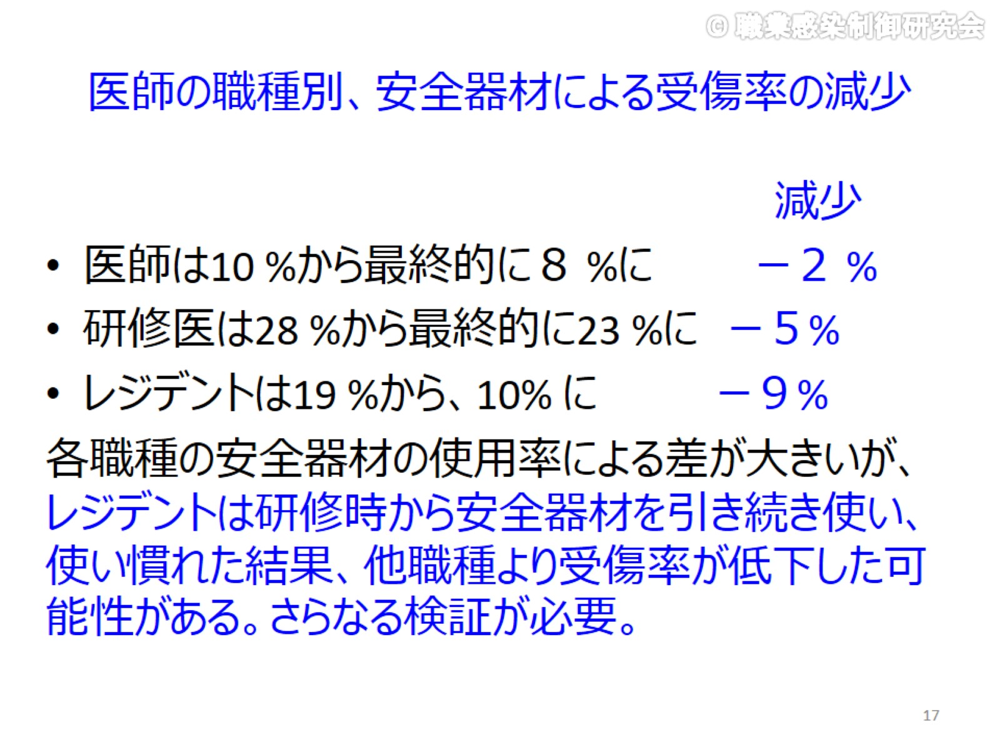 © 職業感染制御研究会
医師の職種別、安全器材による受傷率の減少
減少
• 医師は10 %から最終的に８ %に －２ %
• 研修医は28 %から最終的に23 %に －５%
• レジデントは19 %から、10% に －９%
各職種の安全器材の使用率による差が大きいが、
レジデントは研修時から安全器材を引き続き使い、
使い慣れた結果、他職種より受傷率が低下した可
能性がある。さらなる検証が必要。
17